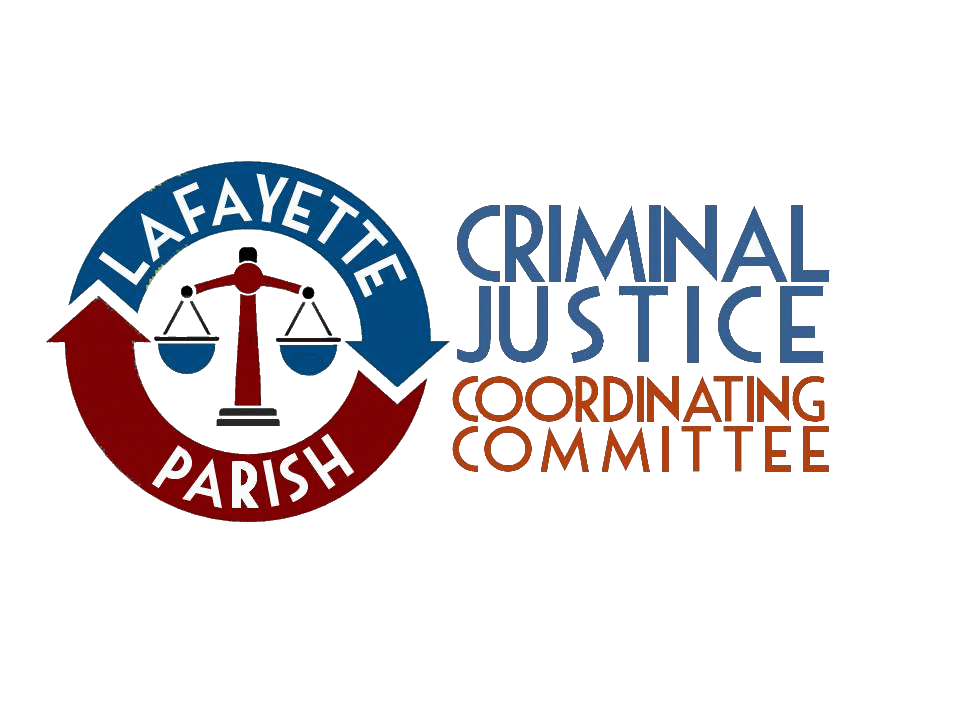 LAFAYETTE
PARISH
CRIMINAL
JUSTICE
COORDINATING
COMMITTEE